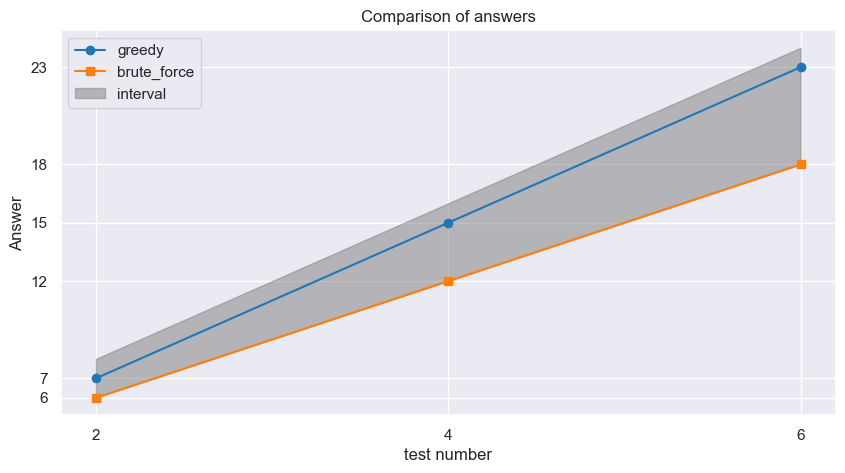 Comparison of answers
greedy
brute_force
interval
23
18
15
12
7
6
Answer
2
4
6
test number